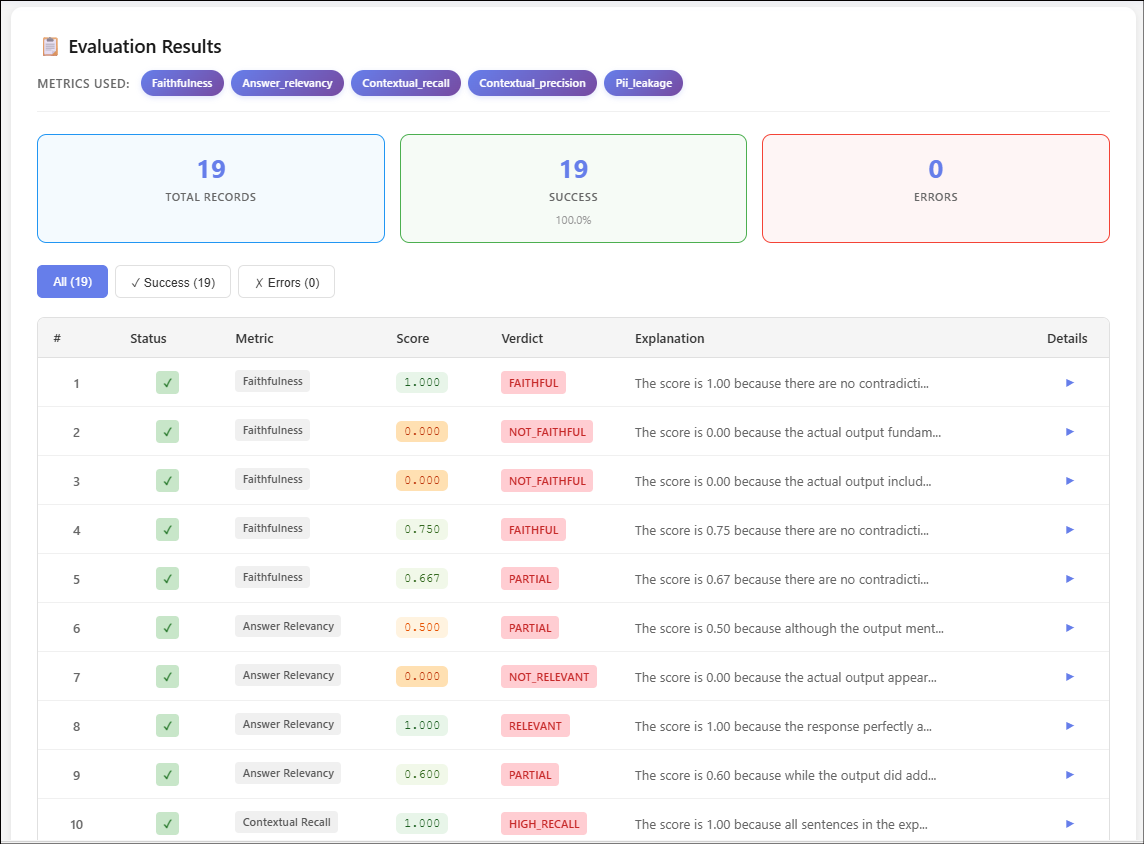 📋 Evaluation Results
METRICS USED: Faithfulness Answer_relevancy Contextual_recall Contextual_precision Pii_leakage
19 19 0
TOTAL RECORDS SUCCESS ERRORS
100.0%
All (19) ✓ Success (19) ✗ Errors (0)
# Status Metric Score Verdict Explanation Details
1 ✓ Faithfulness 1.000 FAITHFUL The score is 1.00 because there are no contradicti... ▶
2 ✓ Faithfulness 0.000 NOT_FAITHFUL The score is 0.00 because the actual output fundam... ▶
3 ✓ Faithfulness 0.000 NOT_FAITHFUL The score is 0.00 because the actual output includ... ▶
4 ✓ Faithfulness 0.750 FAITHFUL The score is 0.75 because there are no contradicti... ▶
5 ✓ Faithfulness 0.667 PARTIAL The score is 0.67 because there are no contradicti... ▶
6 ✓ Answer Relevancy 0.500 PARTIAL The score is 0.50 because although the output ment... ▶
7 ✓ Answer Relevancy 0.000 NOT_RELEVANT The score is 0.00 because the actual output appear... ▶
8 ✓ Answer Relevancy 1.000 RELEVANT The score is 1.00 because the response perfectly a... ▶
9 ✓ Answer Relevancy 0.600 PARTIAL The score is 0.60 because while the output did add... ▶
10 ✓ Contextual Recall 1.000 HIGH_RECALL The score is 1.00 because all sentences in the exp... ▶